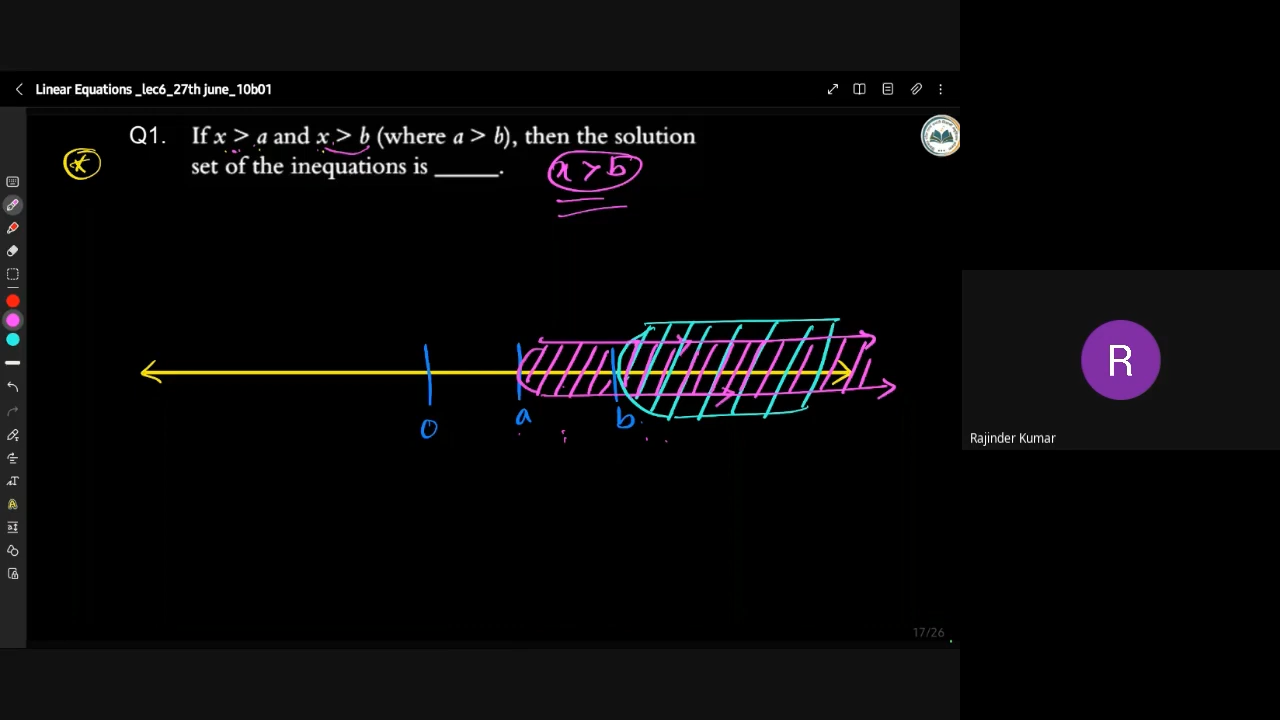 Linear Equations _lec6_27th june_10b01
Q1. If x > a and x > b (where a > b), then the solution
set of the inequations is _____. x > b
0
a
b
R
Rajinder Kumar
17/26